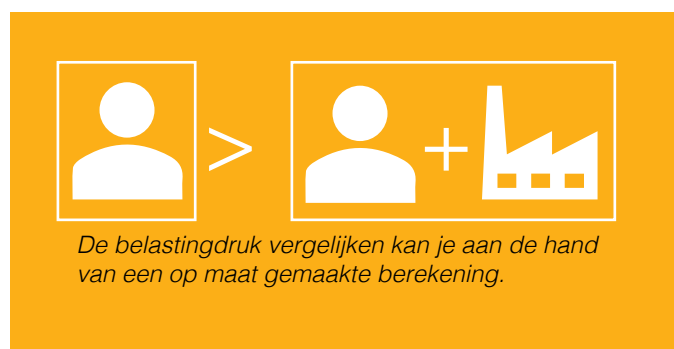 >
+
De belastingdruk vergelijken kan je aan de hand
van een op maat gemaakte berekening.